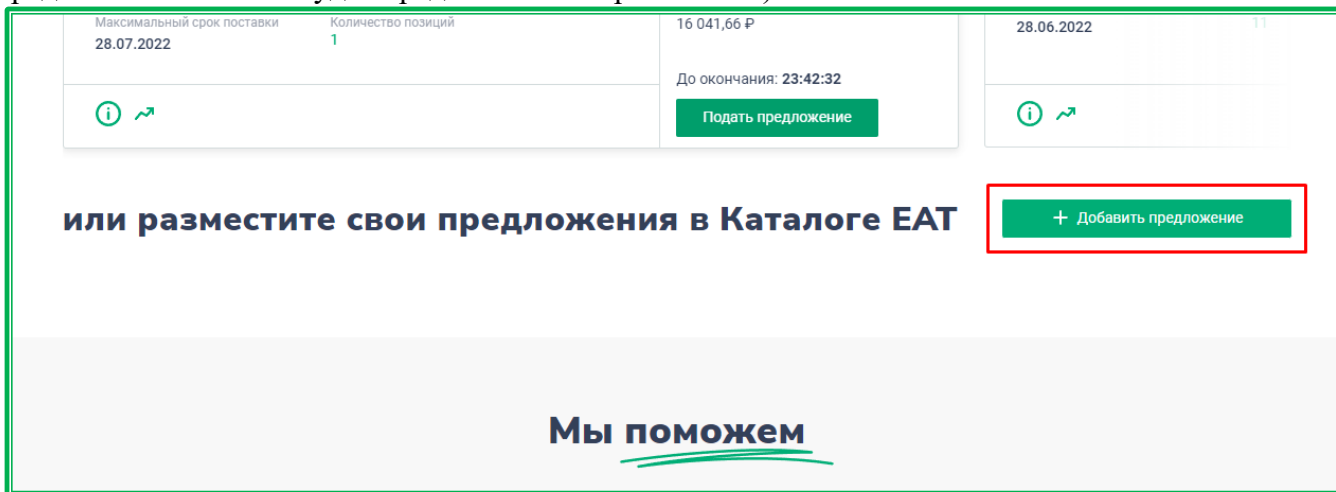 Максимальный срок поставки
28.07.2022
Количество позиций
1
16 041,66 ₽
До окончания: 23:42:32
Подать предложение
28.06.2022
11
или разместите свои предложения в Каталоге ЕАТ
+ Добавить предложение
Мы поможем